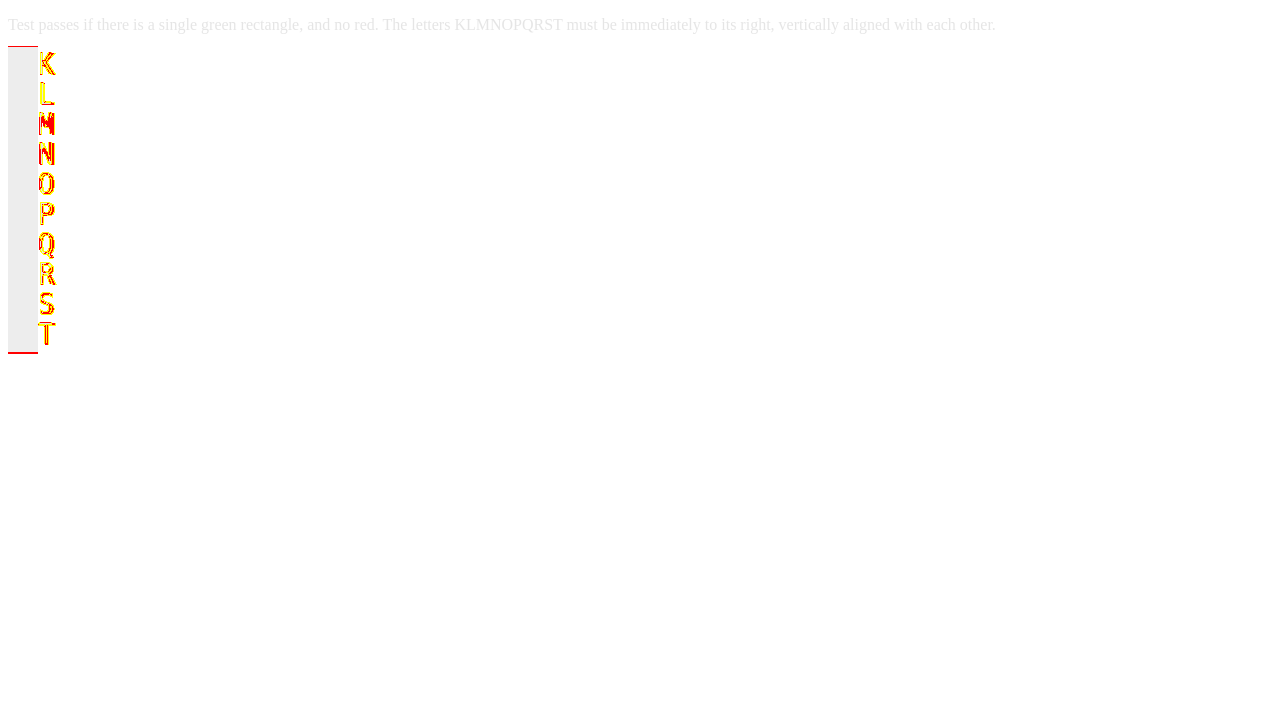 Test passes if there is a single green rectangle, and no red. The letters KLMNOPQRST must be immediately to its right, vertically aligned with each other.
K
L
M
N
O
P
Q
R
S
T